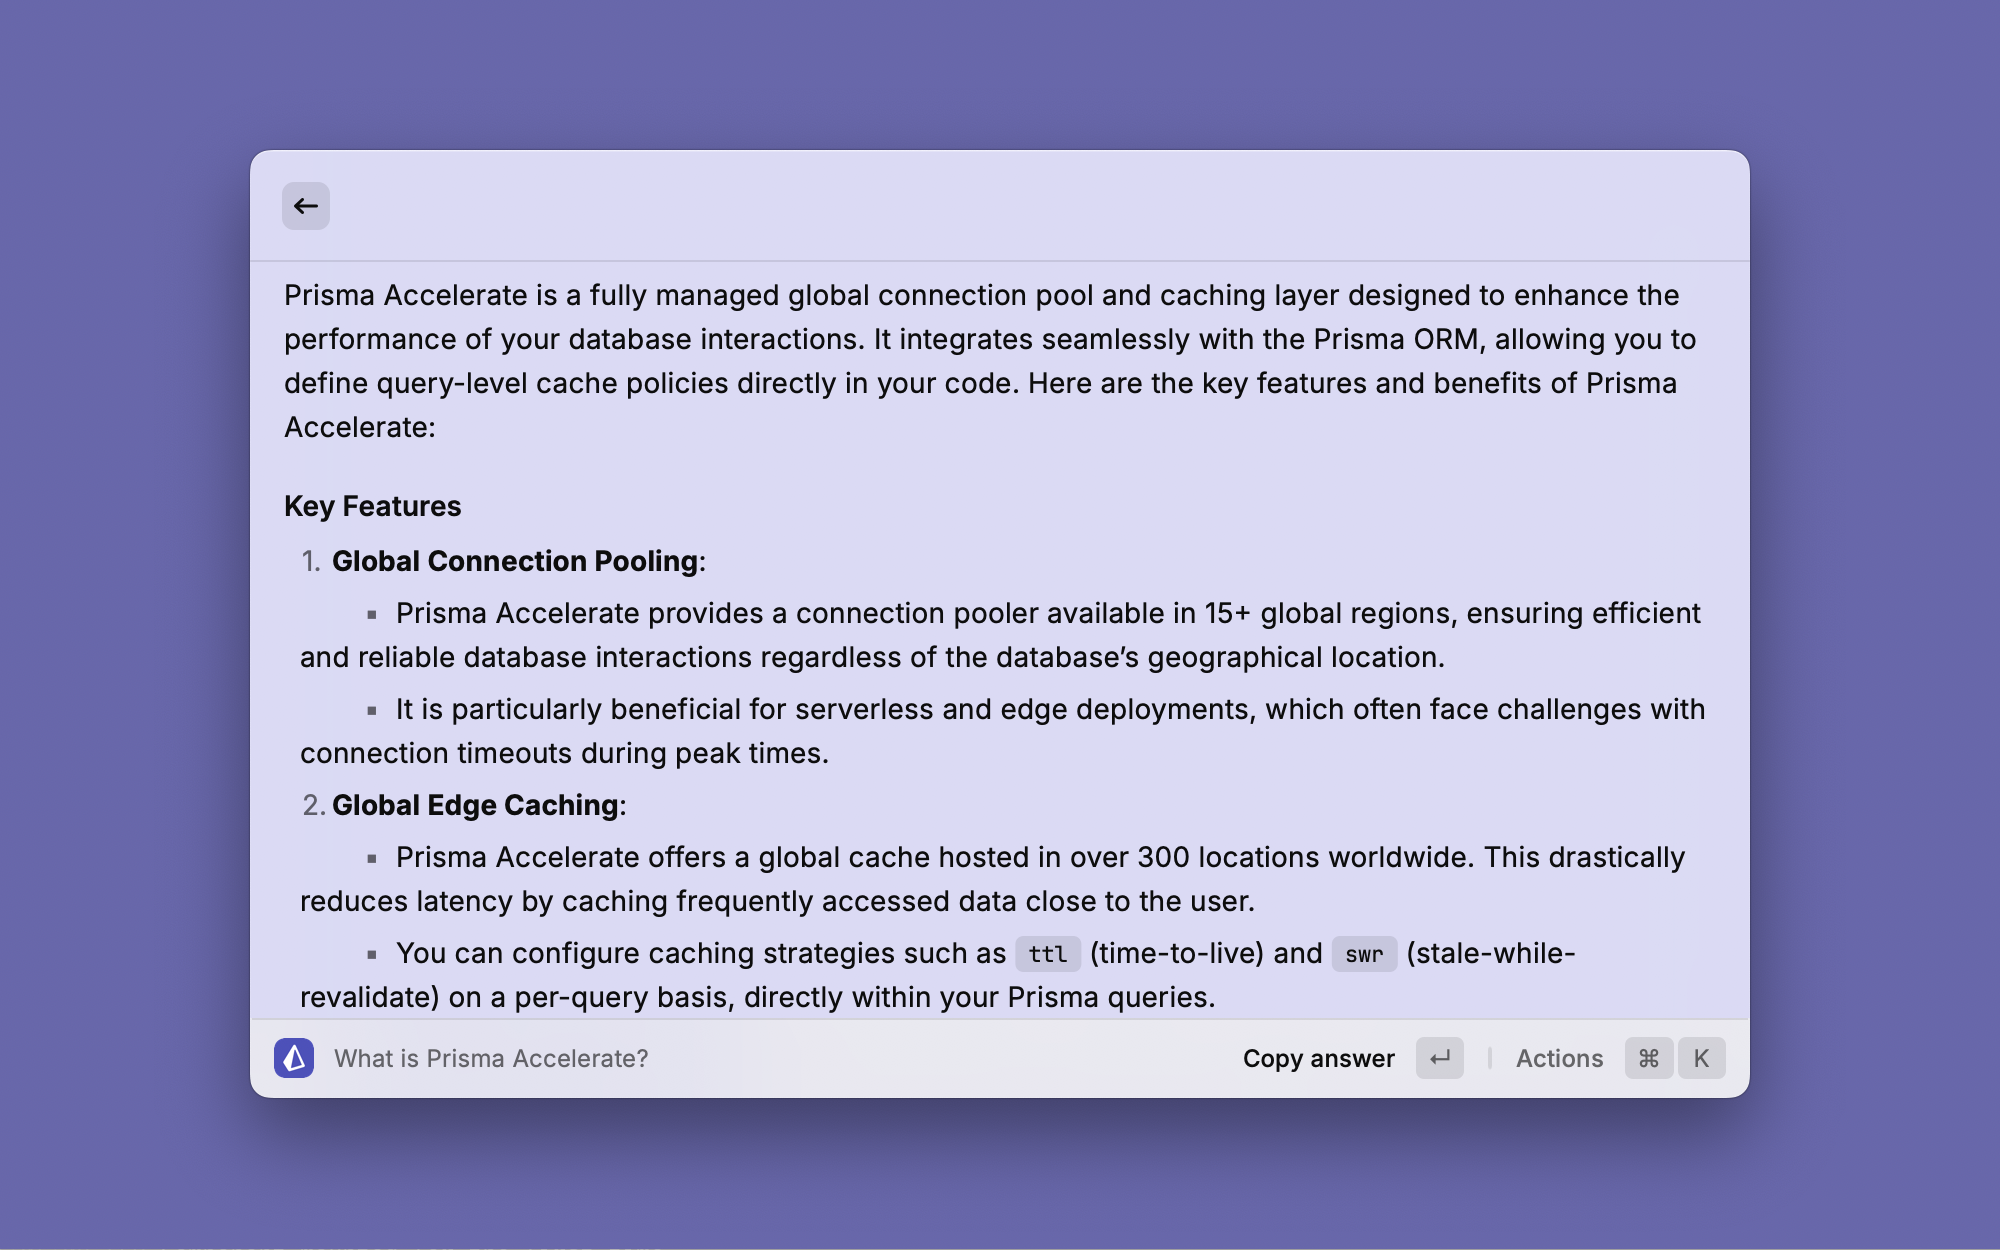 Prisma Accelerate is a fully managed global connection pool and caching layer designed to enhance the
performance of your database interactions. It integrates seamlessly with the Prisma ORM, allowing you to
define query-level cache policies directly in your code. Here are the key features and benefits of Prisma
Accelerate:
Key Features
1. Global Connection Pooling:
▪ Prisma Accelerate provides a connection pooler available in 15+ global regions, ensuring efficient
and reliable database interactions regardless of the database’s geographical location.
▪ It is particularly beneficial for serverless and edge deployments, which often face challenges with
connection timeouts during peak times.
2. Global Edge Caching:
▪ Prisma Accelerate offers a global cache hosted in over 300 locations worldwide. This drastically
reduces latency by caching frequently accessed data close to the user.
▪ You can configure caching strategies such as ttl (time-to-live) and swr (stale-while-
revalidate) on a per-query basis, directly within your Prisma queries.
What is Prisma Accelerate? Copy answer ↵ Actions ⌘ K